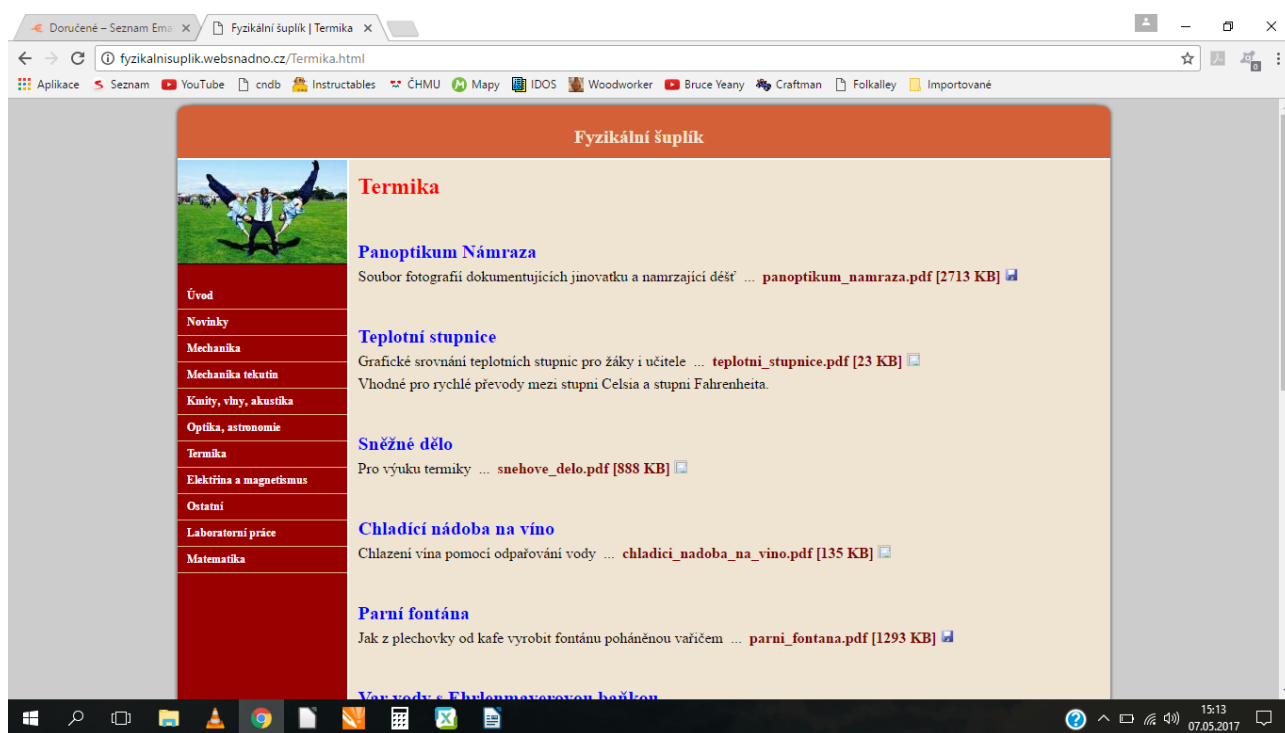 Doručené – Seznam Ema
Fyzikální šuplík | Termika
fyzikalnisuplik.websnadno.cz/Termika.html
Aplikace Seznam YouTube cndb Instructables ČHMU Mapy IDOS Woodworker Bruce Yeany Craftman Folkalley Importované
Fyzikální šuplík
Úvod
Novinky
Mechanika
Mechanika tekutin
Kmity, vlny, akustika
Optika, astronomie
Termika
Elektřina a magnetismus
Ostatní
Laboratorní práce
Matematika
Termika
Panoptikum Námraza
Soubor fotografií dokumentujících jinovatku a namrzající déšť ... panoptikum_namraza.pdf [2713 KB]
Teplotní stupnice
Grafické srovnání teplotních stupnic pro žáky i učitele ... teplotni_stupnice.pdf [23 KB]
Vhodné pro rychlé převody mezi stupni Celsia a stupni Fahrenheita.
Sněžné dělo
Pro výuku termiky ... snehove_delo.pdf [888 KB]
Chladící nádoba na víno
Chlazení vína pomocí odpařování vody ... chladici_nadoba_na_vino.pdf [135 KB]
Parní fontána
Jak z plechovky od kafe vyrobit fontánu poháněnou vařičem ... parni_fontana.pdf [1293 KB]
Var vody s Ehrlenmayerovou baňkou
15:13
07.05.2017